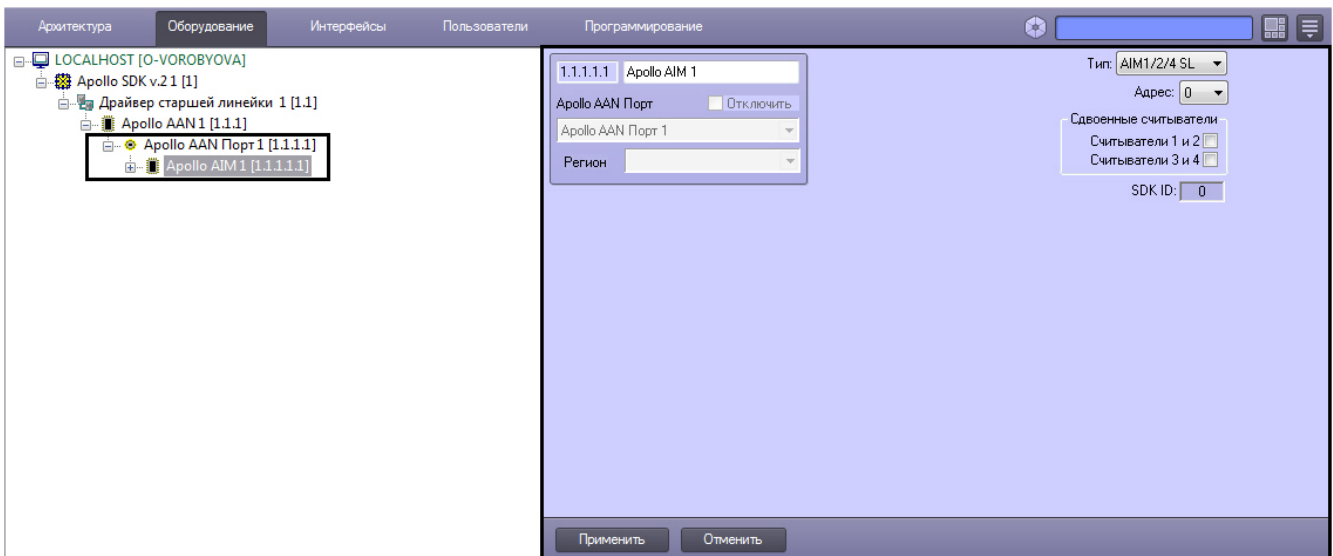 Архитектура Оборудование Интерфейсы Пользователи Программирование
LOCALHOST [O-VOROBYOVA]
Apollo SDK v.2 1 [1]
Драйвер старшей линейки 1 [1.1]
Apollo AAN 1 [1.1.1]
Apollo AAN Порт 1 [1.1.1.1]
Apollo AIM 1 [1.1.1.1.1]
1.1.1.1.1 Apollo AIM 1
Apollo AAN Порт Отключить
Apollo AAN Порт 1
Регион
Тип: AIM1/2/4 SL
Адрес: 0
Сдвоенные считыватели
Считыватели 1 и 2
Считыватели 3 и 4
SDK ID: 0
Применить Отменить